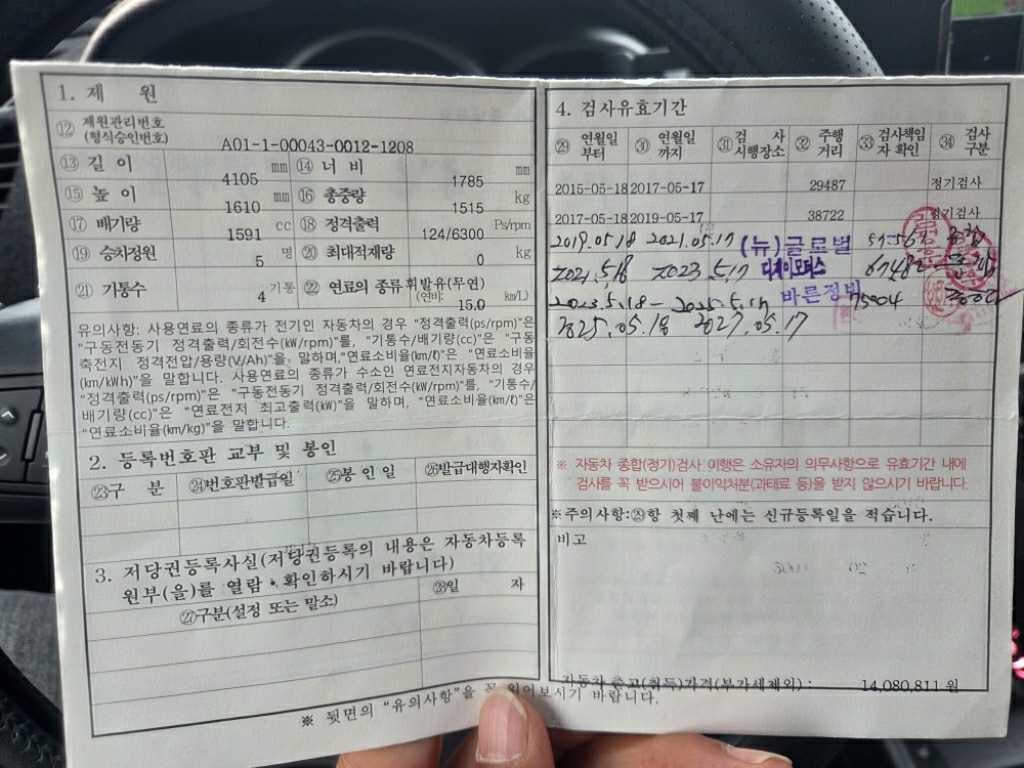 1. 제 원
⑫ 제원관리번호 (형식승인번호) A01-1-00043-0012-1208
⑬ 길 이 4105 mm ⑭ 너 비 1785 mm
⑮ 높 이 1610 mm ⑯ 총중량 1515 kg
⑰ 배기량 1591 cc ⑱ 정격출력 124/6300 Ps/rpm
⑲ 승차정원 5 명 ⑳ 최대적재량 0 kg
㉑ 기통수 4 기통 ㉒ 연료의 종류 휘발유(무연) (연비: 15.0 km/L)
유의사항: 사용연료의 종류가 전기인 자동차의 경우 "정격출력(ps/rpm)"은
"구동전동기 정격출력/회전수(kW/rpm)"를, "기통수/배기량(cc)"은 "구동
축전지 정격전압/용량(V/Ah)"을, 말하며,"연료소비율(km/ℓ)"은 "연료소비율
(km/kWh)"을 말합니다. 사용연료의 종류가 수소인 연료전지자동차의 경우
"정격출력(ps/rpm)"은 "구동전동기 정격출력/회전수(kW/rpm)"를, "기통수/
배기량(cc)"은 "연료전저 최고출력(kW)"을 말하며, "연료소비율(km/ℓ)"은
"연료소비율(km/kg)"을 말합니다.
2. 등록번호판 교부 및 봉인
㉓구 분 ㉔번호판발급일 ㉕봉 인 일 ㉖발급대행자확인
3. 저당권등록사실(저당권등록의 내용은 자동차등록
원부(을)를 열람 · 확인하시기 바랍니다)
㉗구분(설정 또는 말소) ㉘일 자
※ 뒷면의 "유의사항"을 꼭 읽어보시기 바랍니다.
4. 검사유효기간
㉙ 연월일 부터 ㉚ 연월일 까지 ㉛ 검 사 시행장소 ㉜ 주행 거리 ㉝ 검사책임 자 확인 ㉞ 검사 구분
2015-05-18 2017-05-17 29487 정기검사
2017-05-18 2019-05-17 38722 정기검사
2019.05.18 2021.05.17 (뉴)글로벌
2021.5.18 2023.5.17 67482
2023.5.18 - 2025.5.17 바른정비 75004
2025.05.18 2027.05.17
※ 자동차 종합(정기)검사 이행은 소유자의 의무사항으로 유효기간 내에
검사를 꼭 받으시어 불이익처분(과태료 등)을 받지 않으시기 바랍니다.
※주의사항:㉙항 첫째 난에는 신규등록일을 적습니다.
비고
자동차 출고(취득)가격(부가세제외) : 14,080,811 원